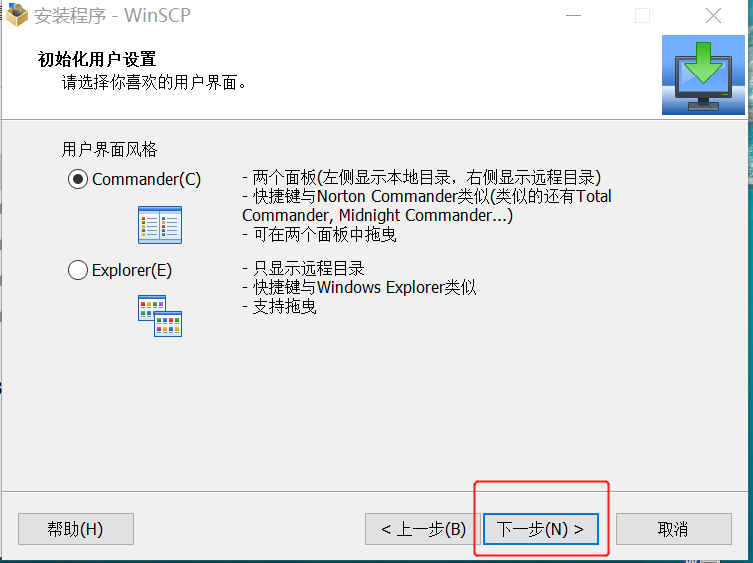 安装程序 - WinSCP
初始化用户设置
请选择你喜欢的用户界面。
用户界面风格
Commander(C)
- 两个面板(左侧显示本地目录，右侧显示远程目录)
- 快捷键与Norton Commander类似(类似的还有Total
Commander, Midnight Commander...)
- 可在两个面板中拖曳
Explorer(E)
- 只显示远程目录
- 快捷键与Windows Explorer类似
- 支持拖曳
帮助(H)
< 上一步(B)
下一步(N) >
取消